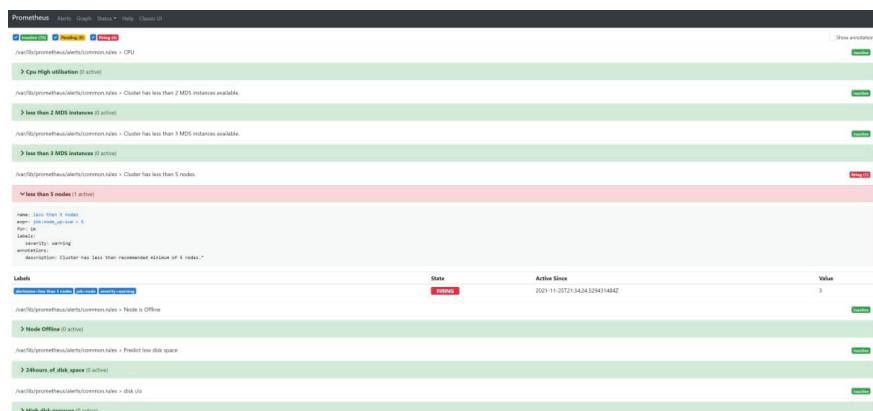 Prometheus Alerts Graph Status Help Classic UI
Inactive (11) Pending (0) Firing (1) Show annotations
/var/lib/prometheus/alerts/common.rules > CPU inactive
Cpu High utilisation (0 active)
/var/lib/prometheus/alerts/common.rules > Cluster has less than 2 MDS instances available. inactive
less than 2 MDS instances (0 active)
/var/lib/prometheus/alerts/common.rules > Cluster has less than 3 MDS instances available. inactive
less than 3 MDS instances (0 active)
/var/lib/prometheus/alerts/common.rules > Cluster has less than 5 nodes. firing (1)
less than 5 nodes (1 active)
name: less than 5 nodes
expr: job:node_up:sum < 5
for: 1m
labels:
severity: warning
annotations:
description: Cluster has less than recommended minimum of 5 nodes."
Labels State Active Since Value
alertname=less than 5 nodes job=node severity=warning FIRING 2021-11-25T21:34:24.529431484Z 3
/var/lib/prometheus/alerts/common.rules > Node is Offline inactive
Node Offline (0 active)
/var/lib/prometheus/alerts/common.rules > Predict low disk space inactive
24hours_of_disk_space (0 active)
/var/lib/prometheus/alerts/common.rules > disk i/o inactive
High disk pressure (0 active)